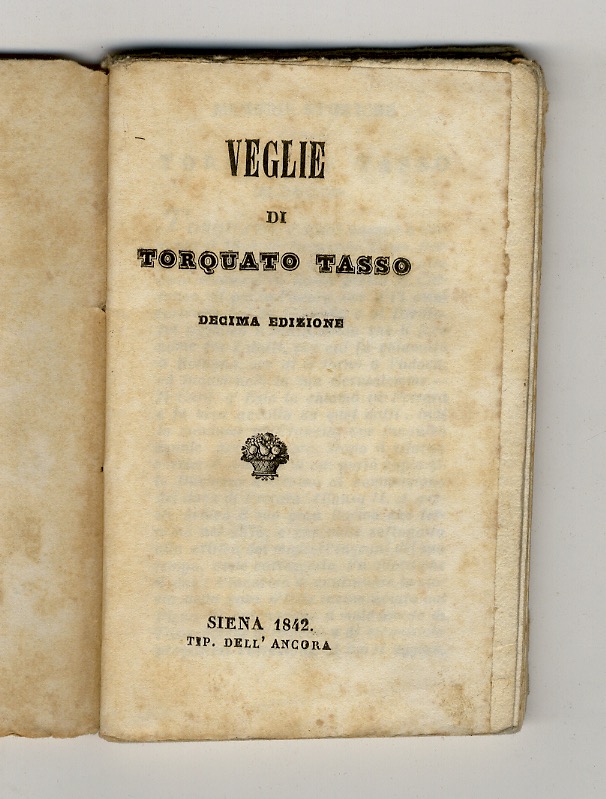 VEGLIE
DI
TORQUATO TASSO
DECIMA EDIZIONE
SIENA 1842.
TIP. DELL' ANCORA